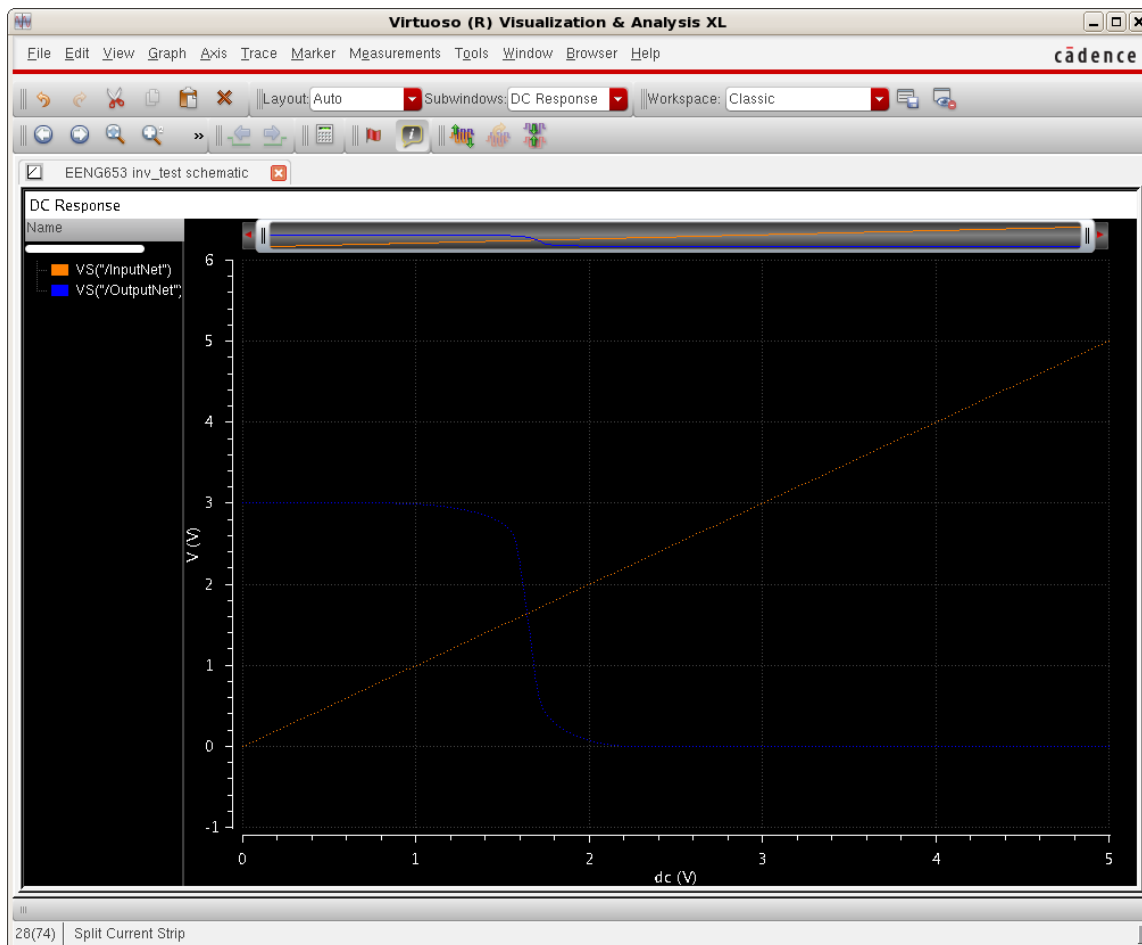 Virtuoso (R) Visualization & Analysis XL
File Edit View Graph Axis Trace Marker Measurements Tools Window Browser Help
cādence
Layout: Auto Subwindows: DC Response Workspace: Classic
»
EENG653 inv_test schematic
DC Response
Name
VS("/InputNet")
VS("/OutputNet")
6
5
4
3
2
1
0
-1
V (V)
0 1 2 3 4 5
dc (V)
28(74) Split Current Strip